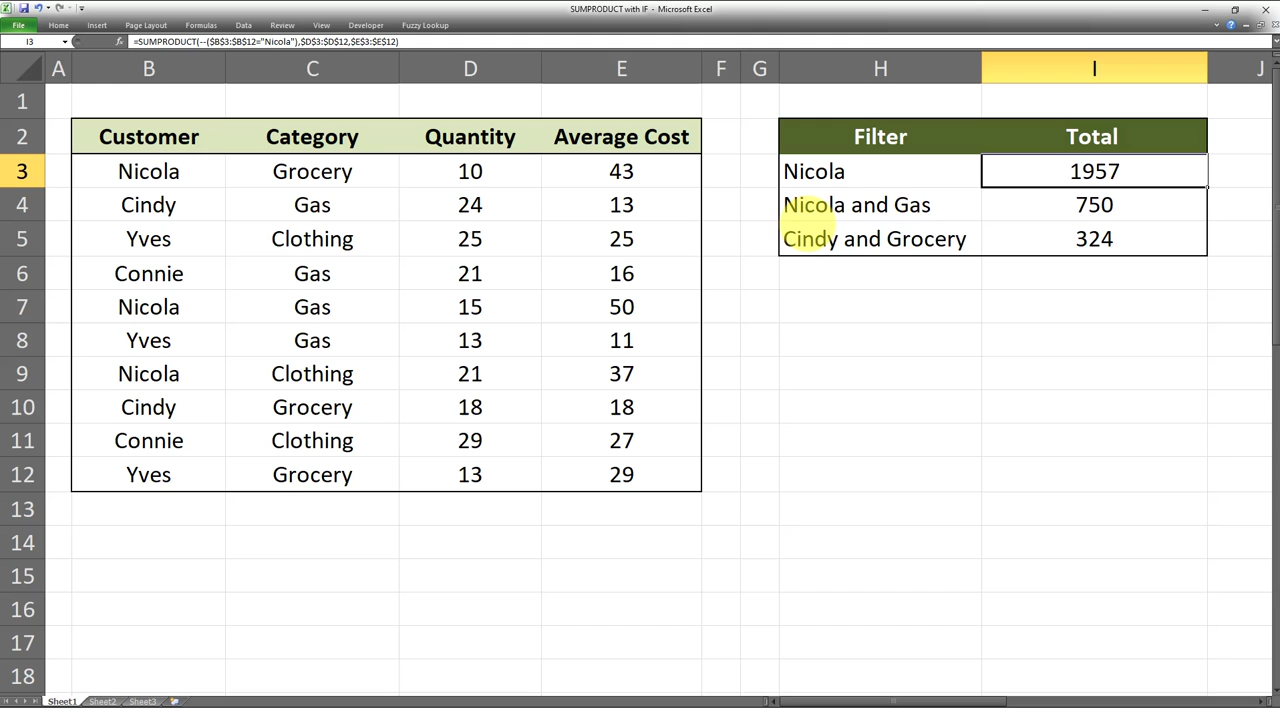 SUMPRODUCT with IF - Microsoft Excel
File Home Insert Page Layout Formulas Data Review View Developer Fuzzy Lookup
I3 fx =SUMPRODUCT(--($B$3:$B$12="Nicola"),$D$3:$D$12,$E$3:$E$12)
A B C D E F G H I J
1
2 Customer Category Quantity Average Cost Filter Total
3 Nicola Grocery 10 43 Nicola 1957
4 Cindy Gas 24 13 Nicola and Gas 750
5 Yves Clothing 25 25 Cindy and Grocery 324
6 Connie Gas 21 16
7 Nicola Gas 15 50
8 Yves Gas 13 11
9 Nicola Clothing 21 37
10 Cindy Grocery 18 18
11 Connie Clothing 29 27
12 Yves Grocery 13 29
13
14
15
16
17
18
Sheet1 Sheet2 Sheet3